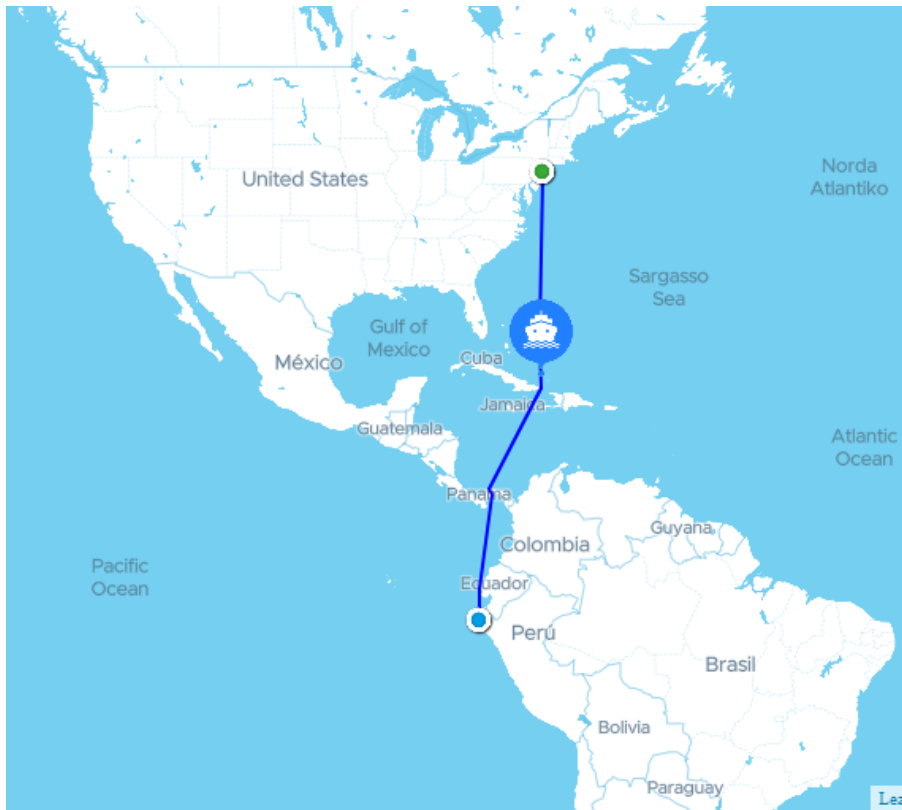 Norda
Atlantiko
United States
Sargasso
Sea
Gulf of
Mexico
Cuba
México
Jamaica
Guatemala
Atlantic
Ocean
Panama
Guyana
Colombia
Pacific
Ocean
Ecuador
Perú
Brasil
Bolivia
Paraguay